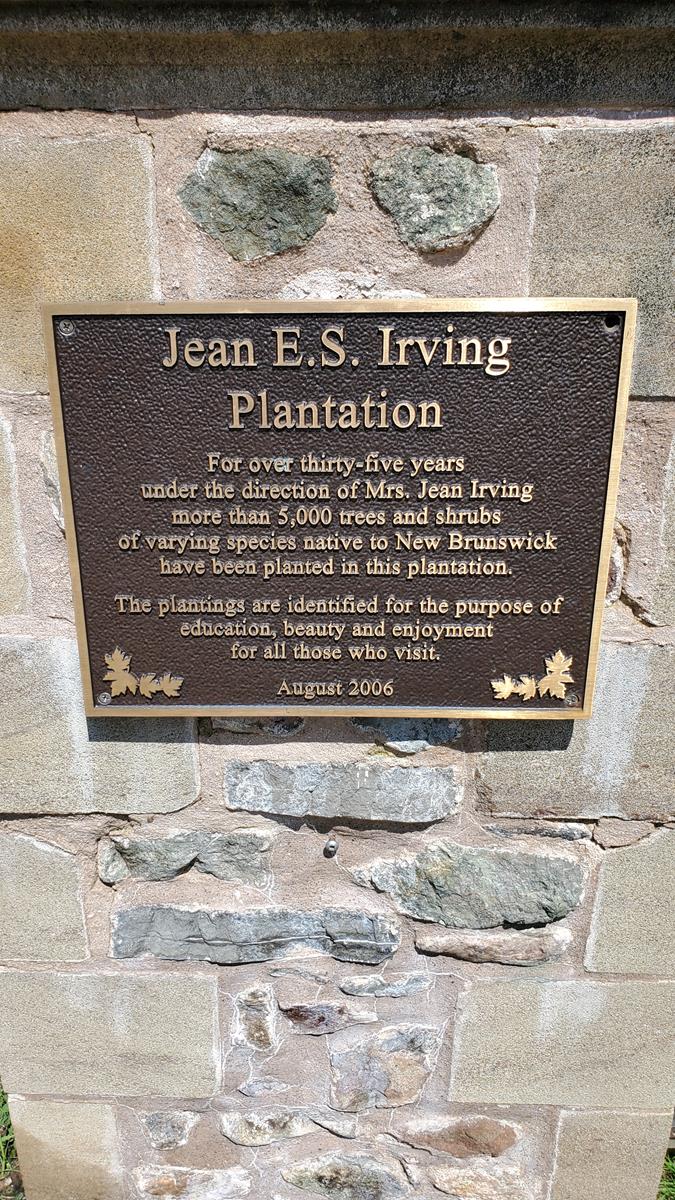 Jean E.S. Irving
Plantation
For over thirty-five years
under the direction of Mrs. Jean Irving
more than 5,000 trees and shrubs
of varying species native to New Brunswick
have been planted in this plantation.
The plantings are identified for the purpose of
education, beauty and enjoyment
for all those who visit.
August 2006